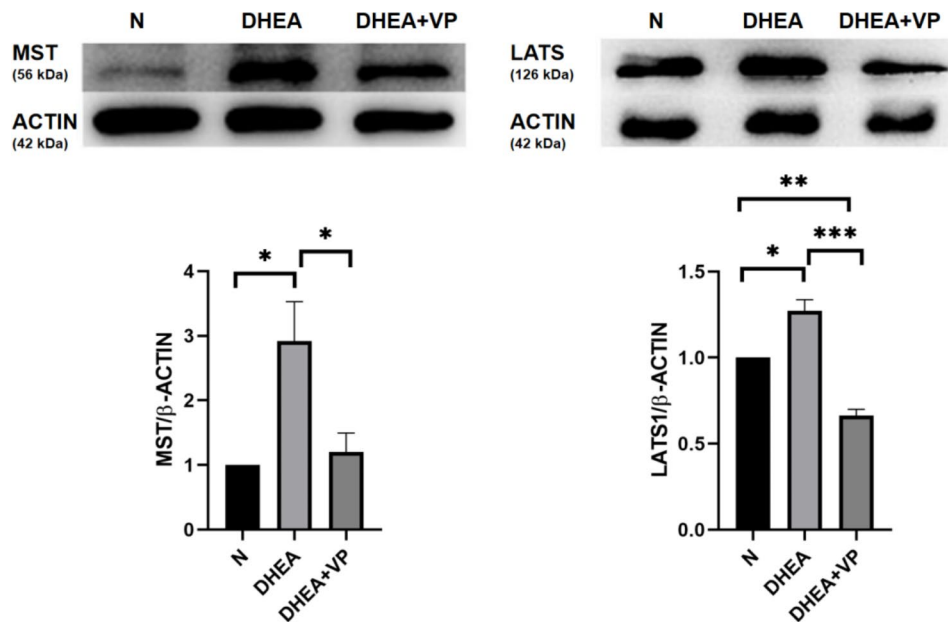 N DHEA DHEA+VP
MST
(56 kDa)
ACTIN
(42 kDa)
N DHEA DHEA+VP
LATS
(126 kDa)
ACTIN
(42 kDa)
* *
4
3
2
1
0
MST/β-ACTIN
N
DHEA
DHEA+VP
**
* ***
1.5
1.0
0.5
0.0
LATS1/β-ACTIN
N
DHEA
DHEA+VP